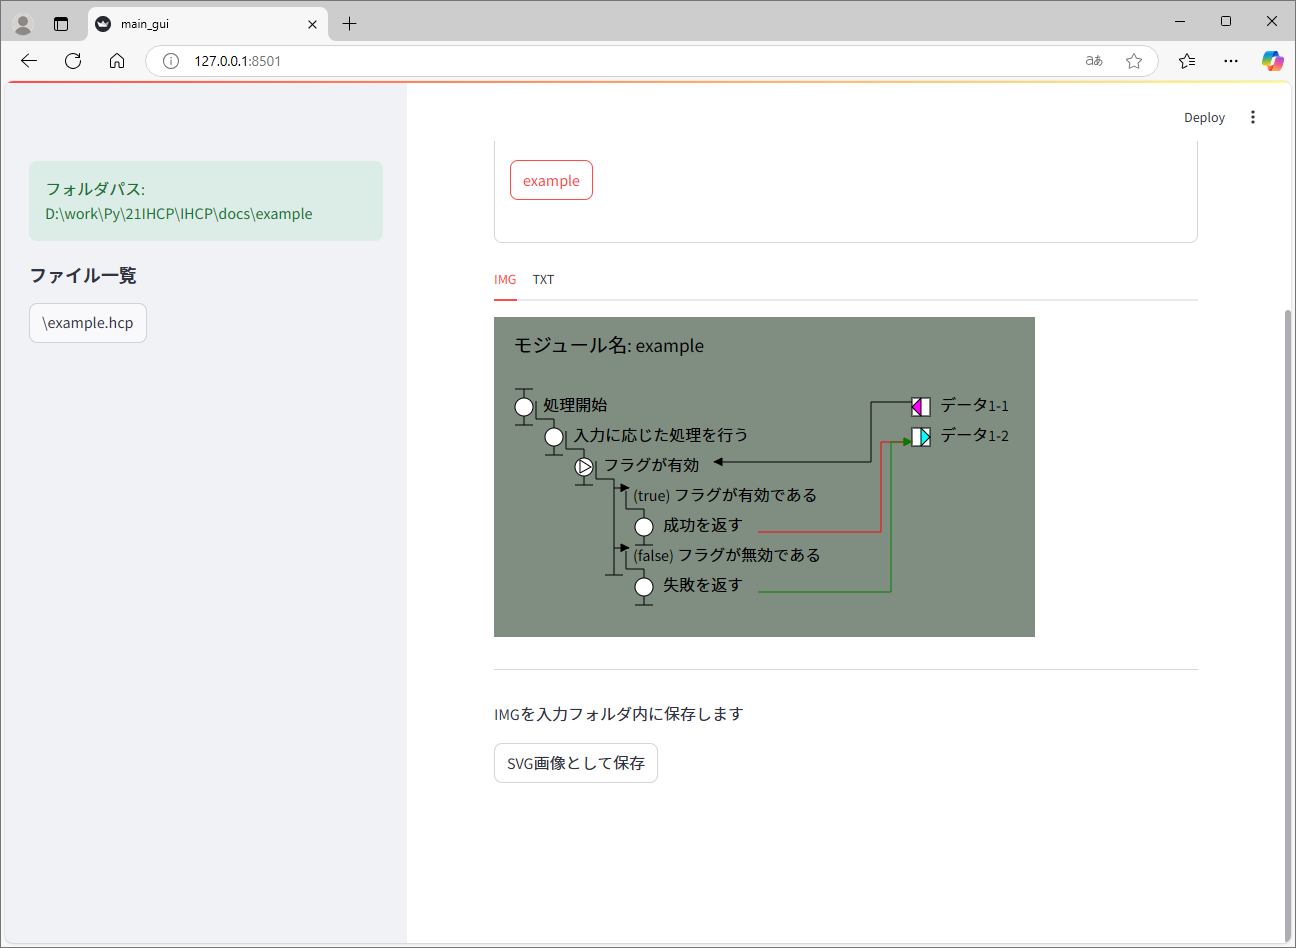 main_gui
127.0.0.1:8501
aあ
Deploy
フォルダパス:
D:\work\Py\21IHCP\IHCP\docs\example
ファイル一覧
\example.hcp
example
IMG TXT
モジュール名: example
処理開始
データ1-1
入力に応じた処理を行う
データ1-2
フラグが有効
(true) フラグが有効である
成功を返す
(false) フラグが無効である
失敗を返す
IMGを入力フォルダ内に保存します
SVG画像として保存